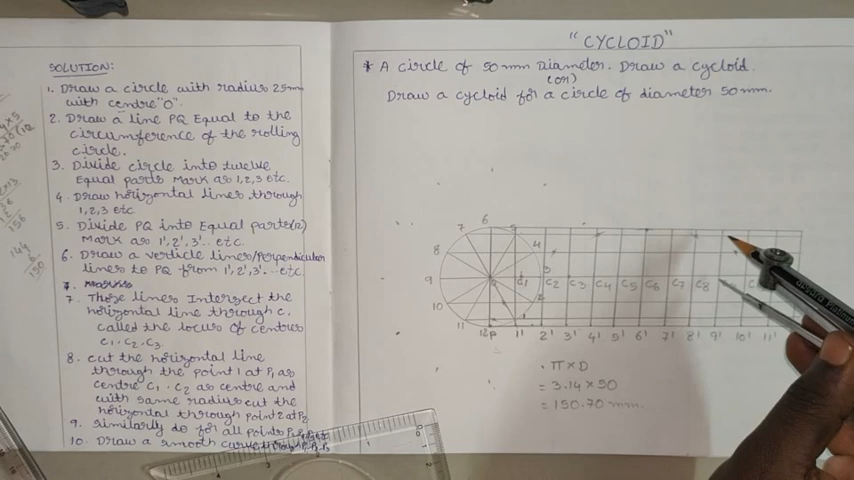 SOLUTION:
1. Draw a circle with radius 25mm
with centre "O".
2. Draw a line PQ Equal to the
circumference of the rolling
circle.
3. Divide circle into twelve
Equal parts Mark as 1,2,3 etc.
4. Draw horizontal lines through
1,2,3 etc.
5. Divide PQ into Equal parts(12)
Mark as 1', 2', 3'... etc.
6. Draw a verticle lines/Perpendicular
lines to PQ from 1', 2', 3'... etc.
7. Those lines Intersect the
horizontal line through c.
called the locus of centres
C1. C2. C3.
8. cut the horizontal line
through the point 1 at P1 as
centre C1. C2 as centre and
with same radius cut the
horizontal through point 2 at P2
9. Similarly do for all points
10. Draw a smooth curve
"CYCLOID"
* A circle of 50mm Diameter. Draw a cycloid.
(or)
Draw a cycloid for a circle of diameter 50mm.
6
7 5
8 4
9 C1 3 C2 C3 C4 C5 C6 C7 C8
10 2
11 1
12 P 1' 2' 3' 4' 5' 6' 7' 8' 9' 10' 11'
. π × D
= 3.14 × 50
= 150.70 mm.